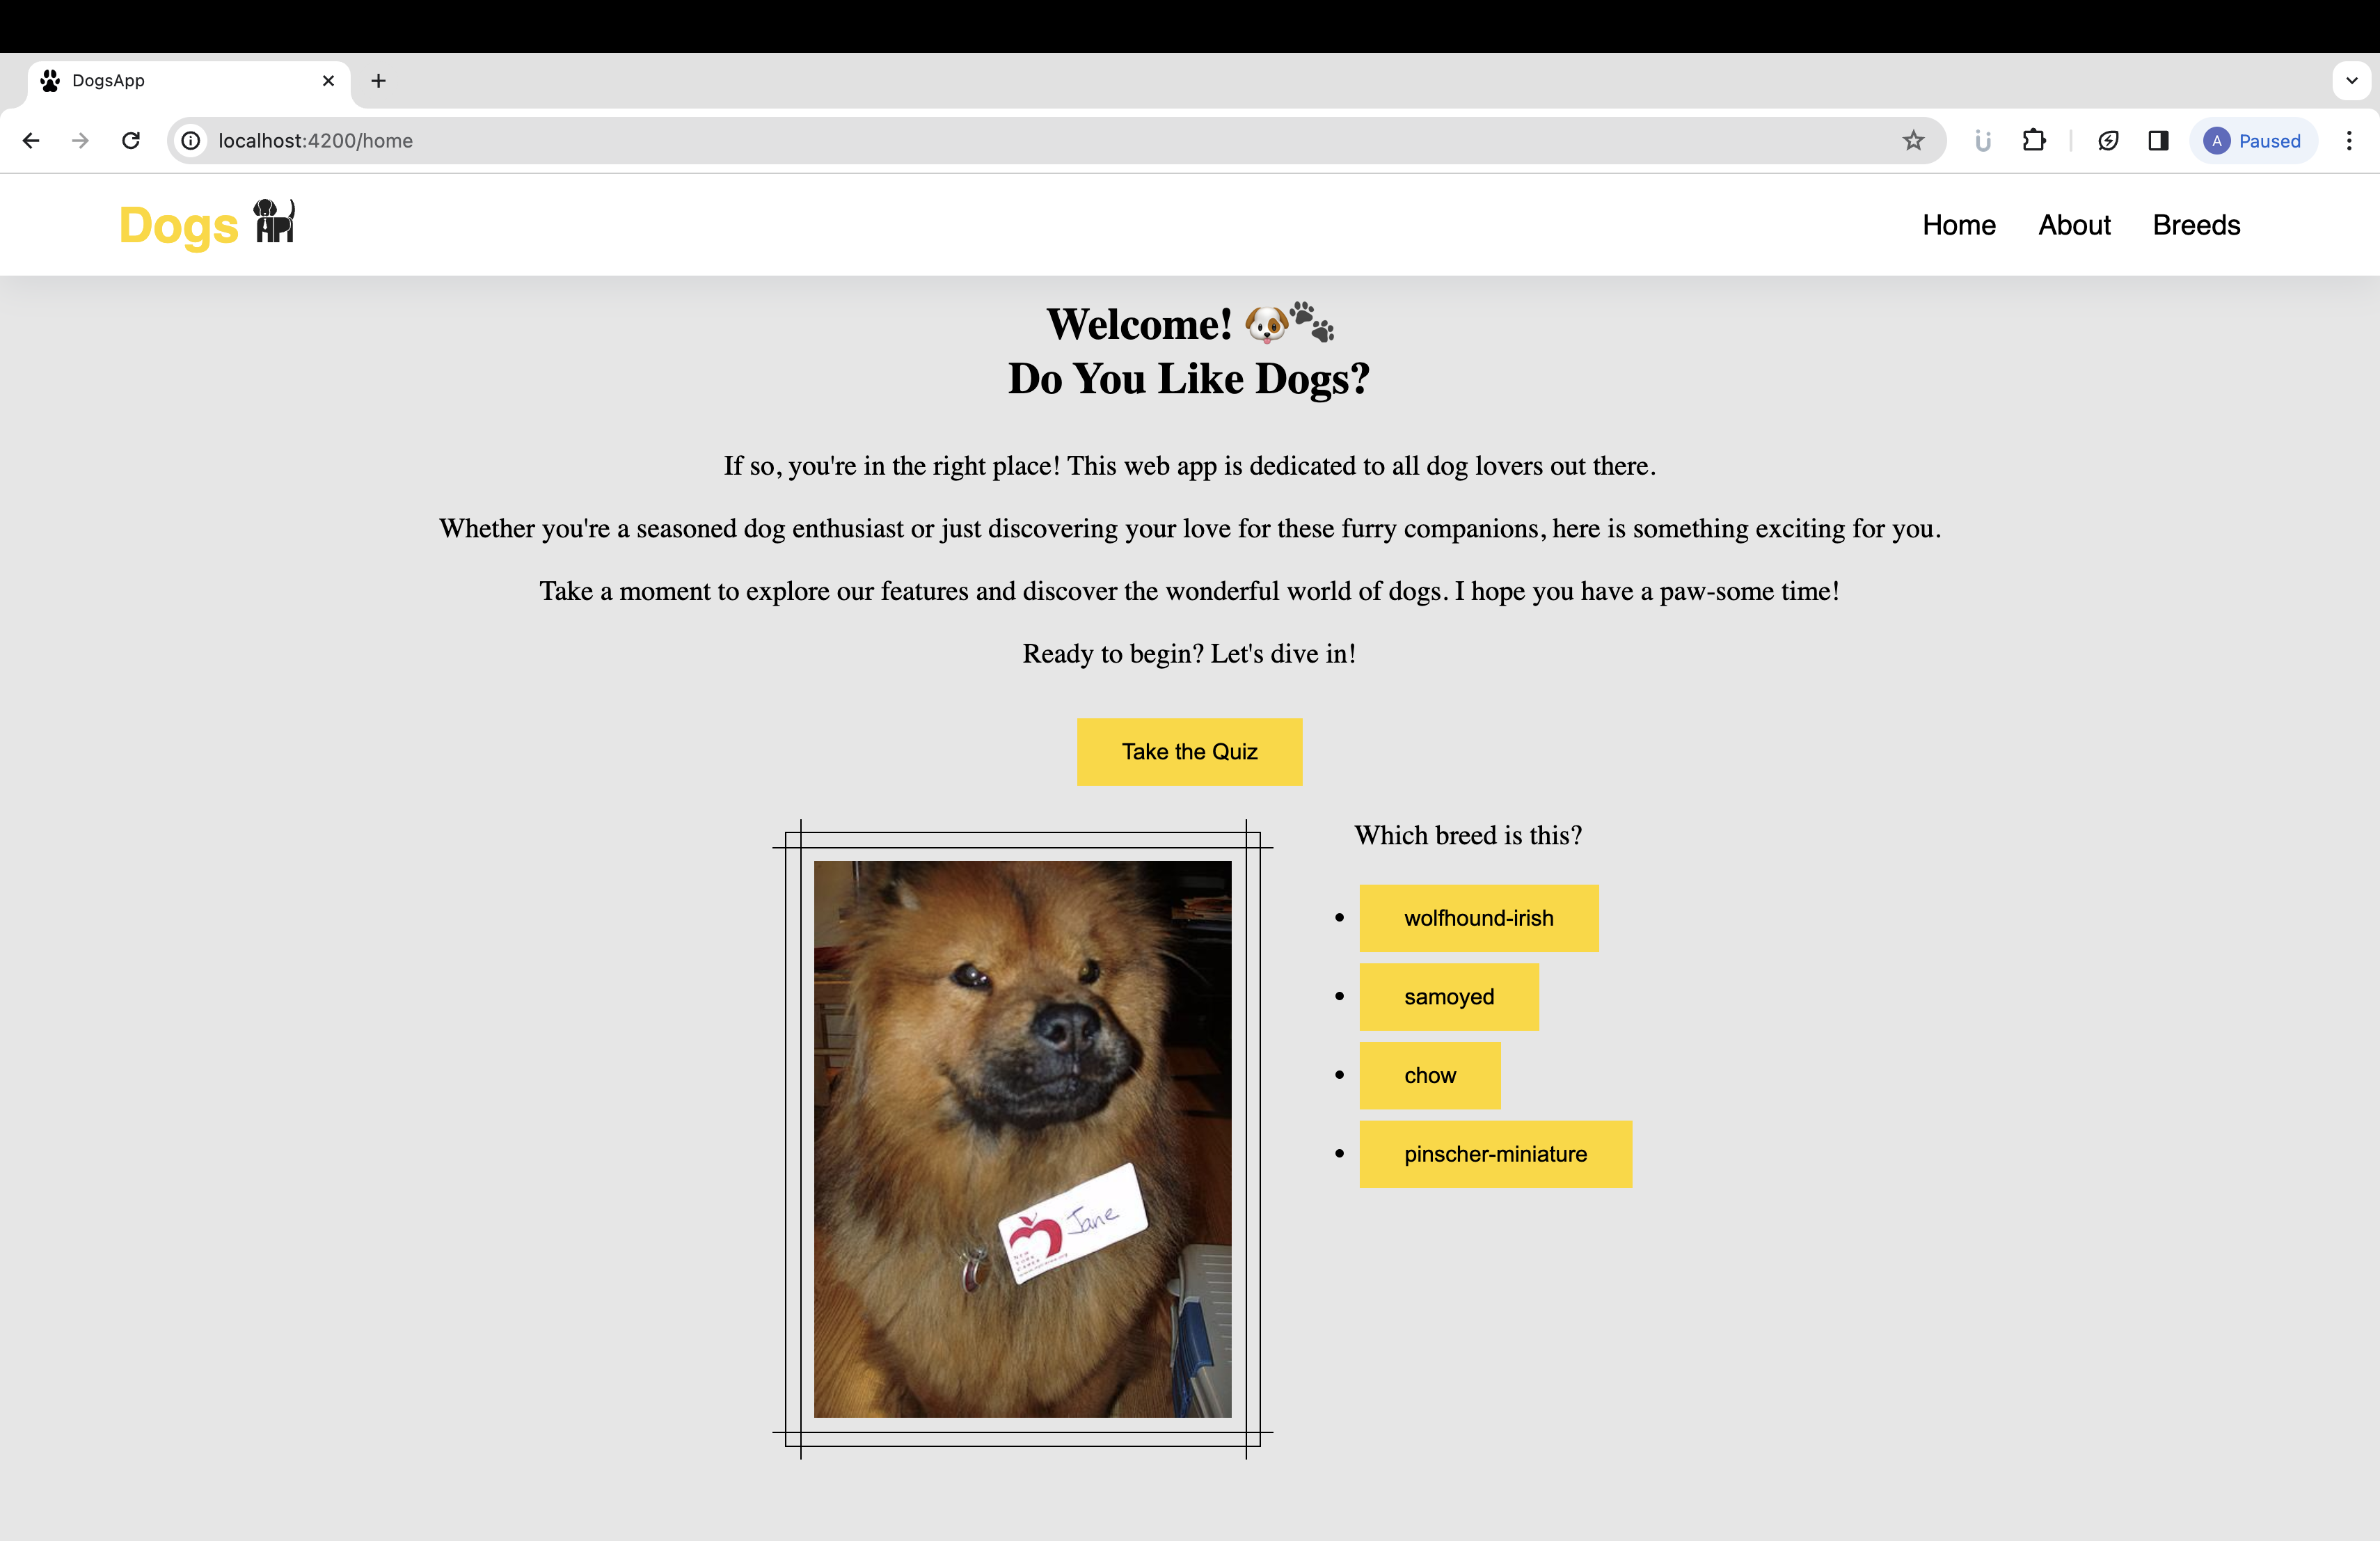 DogsApp
localhost:4200/home
A Paused
Dogs
Home About Breeds
Welcome! 🐶🐾
Do You Like Dogs?
If so, you're in the right place! This web app is dedicated to all dog lovers out there.
Whether you're a seasoned dog enthusiast or just discovering your love for these furry companions, here is something exciting for you.
Take a moment to explore our features and discover the wonderful world of dogs. I hope you have a paw-some time!
Ready to begin? Let's dive in!
Take the Quiz
Which breed is this?
wolfhound-irish
samoyed
chow
pinscher-miniature
Jane
NEW
YORK
CARES